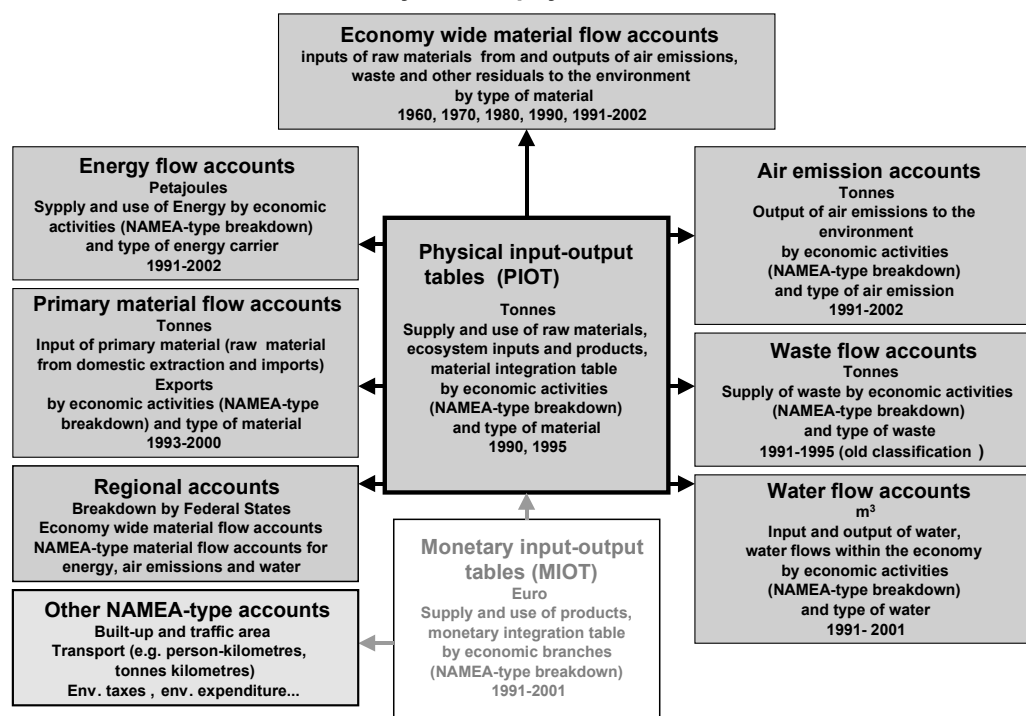 Economy wide material flow accounts
inputs of raw materials from and outputs of air emissions,
waste and other residuals to the environment
by type of material
1960, 1970, 1980, 1990, 1991-2002
Energy flow accounts
Petajoules
Sypply and use of Energy by economic
activities (NAMEA-type breakdown)
and type of energy carrier
1991-2002
Primary material flow accounts
Tonnes
Input of primary material (raw material
from domestic extraction and imports)
Exports
by economic activities (NAMEA-type
breakdown) and type of material
1993-2000
Regional accounts
Breakdown by Federal States
Economy wide material flow accounts
NAMEA-type material flow accounts for
energy, air emissions and water
Other NAMEA-type accounts
Built-up and traffic area
Transport (e.g. person-kilometres,
tonnes kilometres)
Env. taxes , env. expenditure...
Physical input-output
tables (PIOT)
Tonnes
Supply and use of raw materials,
ecosystem inputs and products,
material integration table
by economic activities
(NAMEA-type breakdown)
and type of material
1990, 1995
Monetary input-output
tables (MIOT)
Euro
Supply and use of products,
monetary integration table
by economic branches
(NAMEA-type breakdown)
1991-2001
Air emission accounts
Tonnes
Output of air emissions to the
environment
by economic activities
(NAMEA-type breakdown)
and type of air emission
1991-2002
Waste flow accounts
Tonnes
Supply of waste by economic activities
(NAMEA-type breakdown)
and type of waste
1991-1995 (old classification )
Water flow accounts
m³
Input and output of water,
water flows within the economy
by economic activities
(NAMEA-type breakdown)
and type of water
1991- 2001